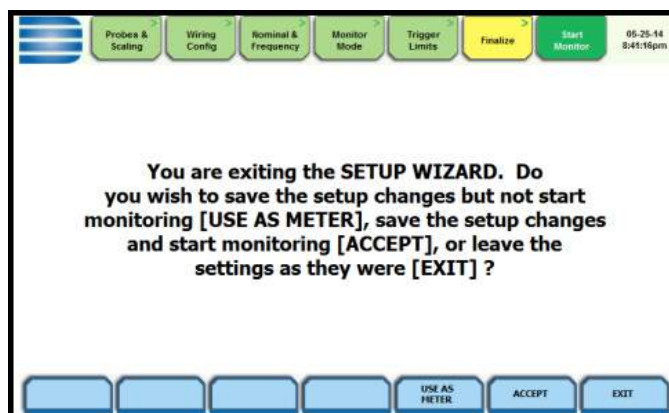 Probes &
Scaling
Wiring
Config
Nominal &
Frequency
Monitor
Mode
Trigger
Limits
Finalize
Start
Monitor
05-25-14
8:41:16pm
You are exiting the SETUP WIZARD. Do
you wish to save the setup changes but not start
monitoring [USE AS METER], save the setup changes
and start monitoring [ACCEPT], or leave the
settings as they were [EXIT] ?
USE AS
METER
ACCEPT
EXIT